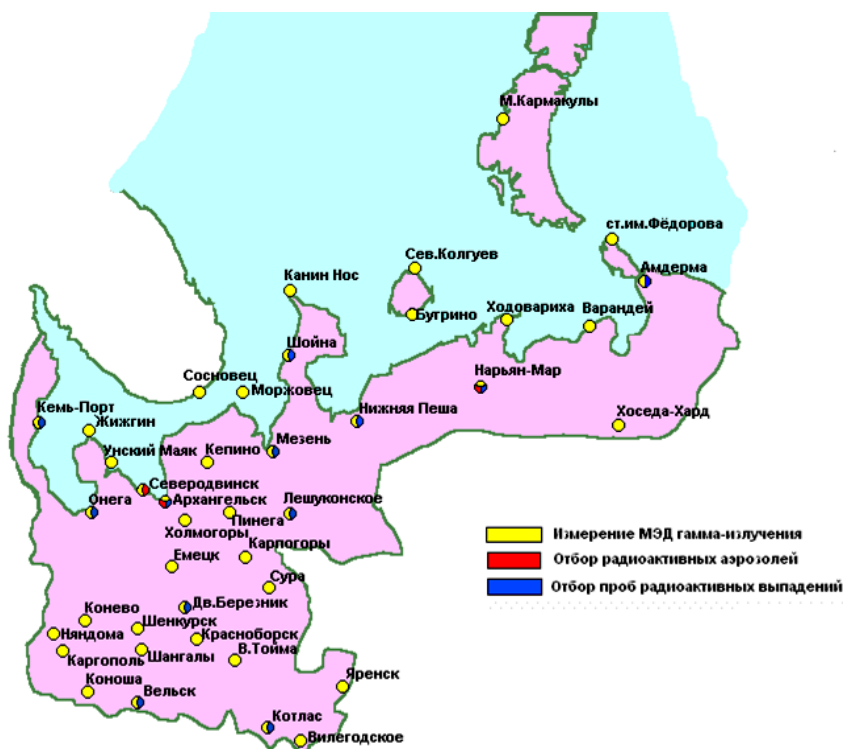 М.Кармакулы
ст.им.Фёдорова
Сев.Колгуев
Амдерма
Канин Нос
Бугрино
Ходовариха
Варандей
Шойна
Нарьян-Мар
Сосновец
Моржовец
Кемь-Порт
Нижняя Пеша
Хоседа-Хард
Жижгин
Унский Маяк
Кепино
Мезень
Северодвинск
Онега
Архангельск
Лешуконское
Пинега
Холмогоры
Измерение МЭД гамма-излучения
Карпогоры
Емецк
Отбор радиоактивных аэрозолей
Сура
Отбор проб радиоактивных выпадений
Дв.Березник
Конево
Шенкурск
Няндома
Красноборск
Каргополь
Шангалы
В.Тойма
Яренск
Коноша
Вельск
Котлас
Вилегодское